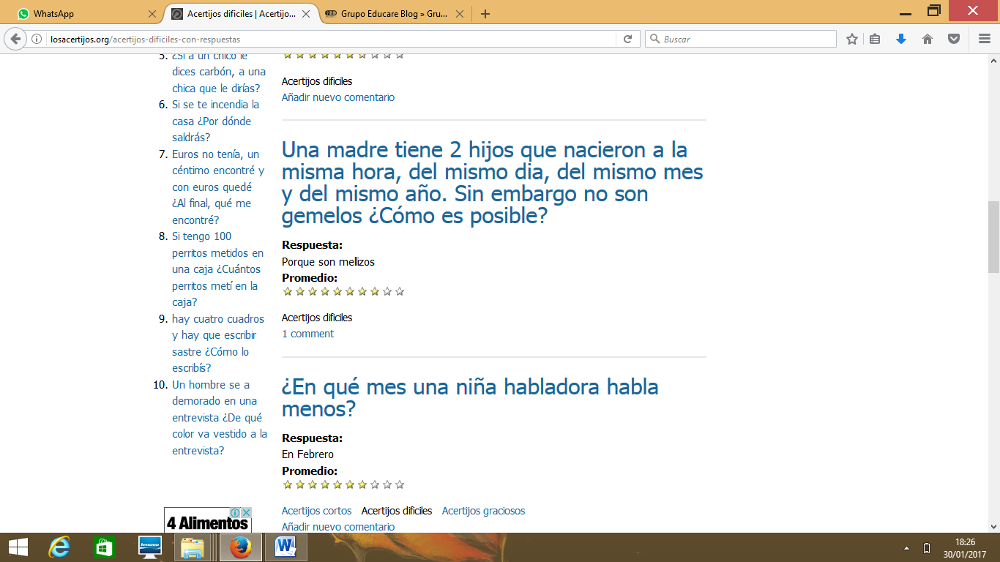 WhatsApp
Acertijos dificiles | Acertijo...
Grupo Educare Blog » Gru...
losacertijos.org/acertijos-dificiles-con-respuestas
Buscar
5. ¿Si a un chico le
dices carbón, a una
chica que le dirías?
6. Si se te incendia la
casa ¿Por dónde
saldrás?
7. Euros no tenía, un
céntimo encontré y
con euros quedé
¿Al final, qué me
encontré?
8. Si tengo 100
perritos metidos en
una caja ¿Cuántos
perritos metí en la
caja?
9. hay cuatro cuadros
y hay que escribir
sastre ¿Cómo lo
escribís?
10. Un hombre se a
demorado en una
entrevista ¿De qué
color va vestido a la
entrevista?
4 Alimentos
Acertijos dificiles
Añadir nuevo comentario
Una madre tiene 2 hijos que nacieron a la
misma hora, del mismo dia, del mismo mes
y del mismo año. Sin embargo no son
gemelos ¿Cómo es posible?
Respuesta:
Porque son mellizos
Promedio:
Acertijos dificiles
1 comment
¿En qué mes una niña habladora habla
menos?
Respuesta:
En Febrero
Promedio:
Acertijos cortos Acertijos dificiles Acertijos graciosos
Añadir nuevo comentario
lenovo
18:26
30/01/2017